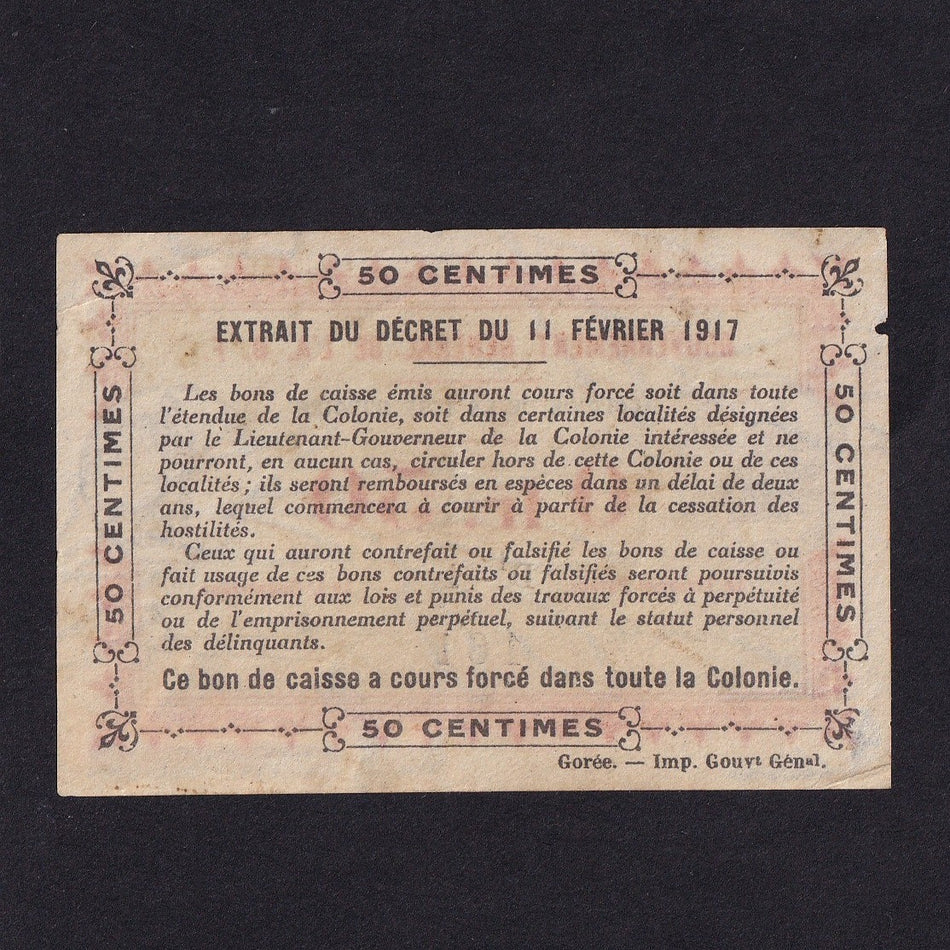 50 CENTIMES
EXTRAIT DU DÉCRET DU 11 FÉVRIER 1917
Les bons de caisse émis auront cours forcé soit dans toute
l'étendue de la Colonie, soit dans certaines localités désignées
par le Lieutenant-Gouverneur de la Colonie intéressée et ne
pourront, en aucun cas, circuler hors de cette Colonie ou de ces
localités ; ils seront remboursés en espèces dans un délai de deux
ans, lequel commencera à courir à partir de la cessation des
hostilités.
Ceux qui auront contrefait ou falsifié les bons de caisse ou
fait usage de ces bons contrefaits ou falsifiés seront poursuivis
conformément aux lois et punis des travaux forcés à perpétuité
ou de l'emprisonnement perpétuel, suivant le statut personnel
des délinquants.
Ce bon de caisse a cours forcé dans toute la Colonie.
50 CENTIMES
50 CENTIMES
50 CENTIMES
Gorée. — Imp. Gouvt Génal.